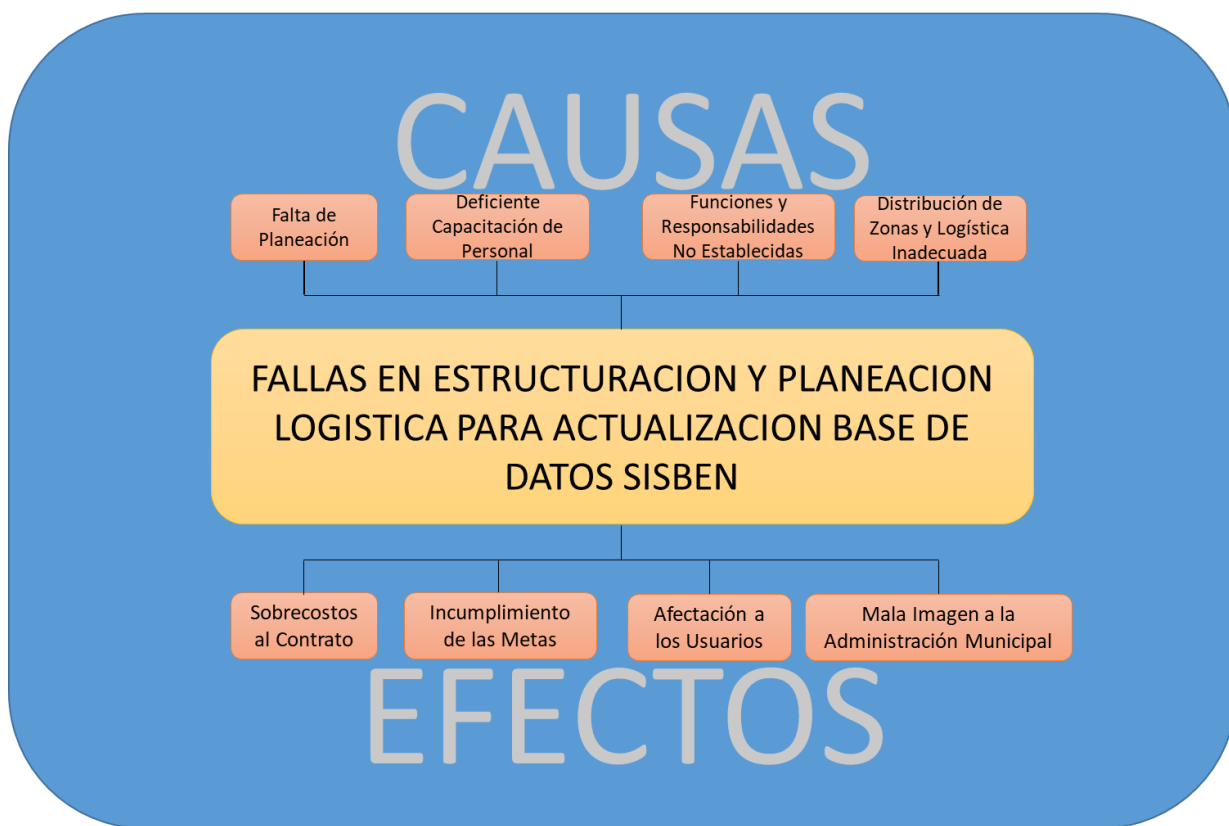 CAUSAS
Falta de
Planeación
Deficiente
Capacitación de
Personal
Funciones y
Responsabilidades
No Establecidas
Distribución de
Zonas y Logística
Inadecuada
FALLAS EN ESTRUCTURACION Y PLANEACION
LOGISTICA PARA ACTUALIZACION BASE DE
DATOS SISBEN
Sobrecostos
al Contrato
Incumplimiento
de las Metas
Afectación a
los Usuarios
Mala Imagen a la
Administración Municipal
EFECTOS